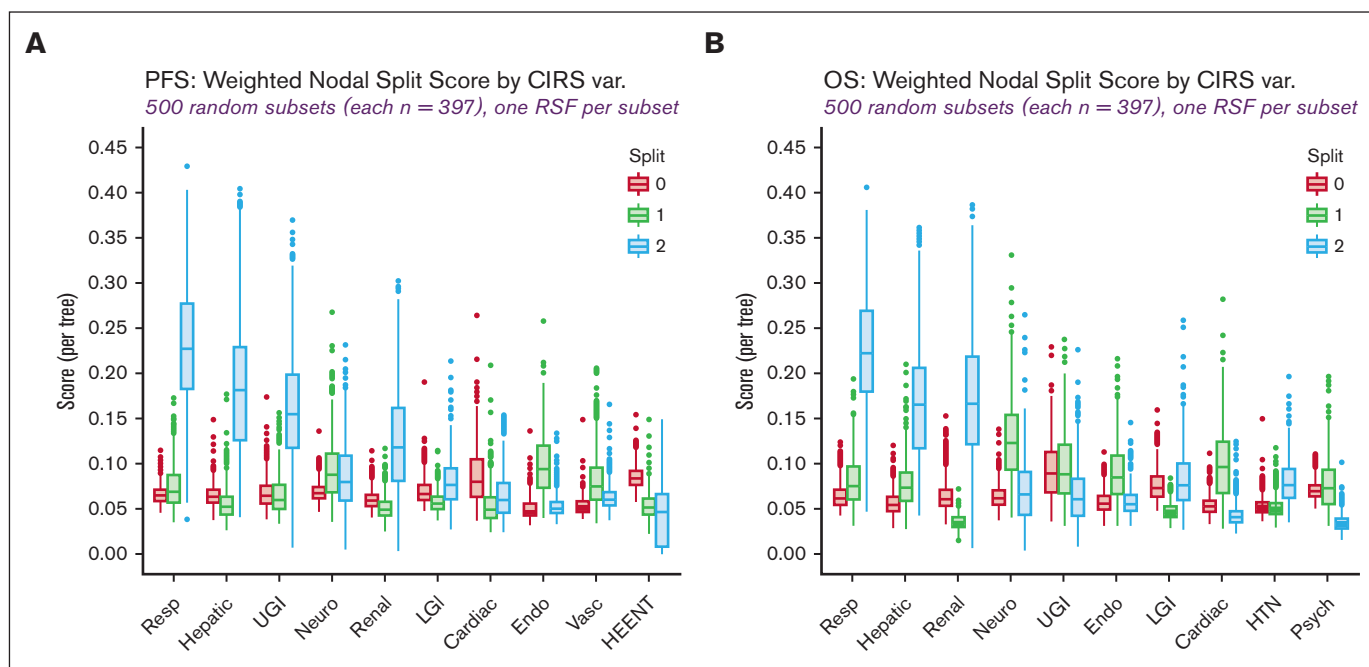 A
PFS: Weighted Nodal Split Score by CIRS var.
500 random subsets (each n = 397), one RSF per subset
Score (per tree)
0.45
0.40
0.35
0.30
0.25
0.20
0.15
0.10
0.05
0.00
Split
0
1
2
Resp
Hepatic
UGI
Neuro
Renal
LGI
Cardiac
Endo
Vasc
HEENT
B
OS: Weighted Nodal Split Score by CIRS var.
500 random subsets (each n = 397), one RSF per subset
Score (per tree)
0.45
0.40
0.35
0.30
0.25
0.20
0.15
0.10
0.05
0.00
Split
0
1
2
Resp
Hepatic
Renal
Neuro
UGI
Endo
LGI
Cardiac
HTN
Psych